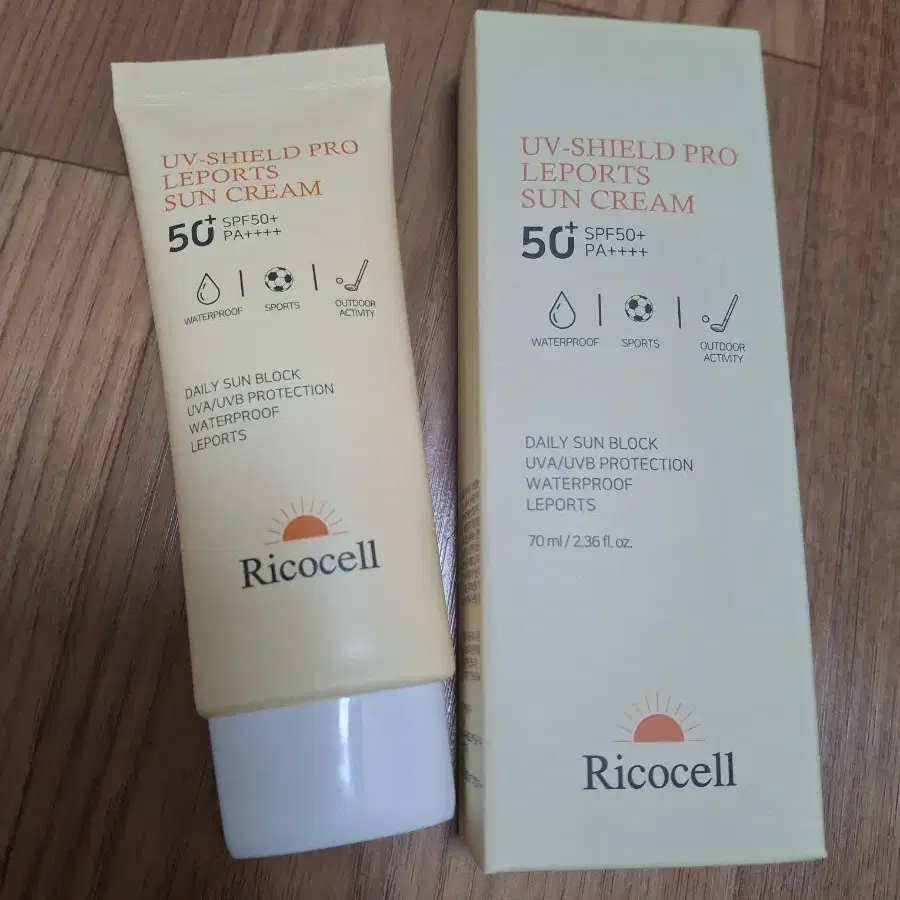 UV-SHIELD PRO
LEPORTS
SUN CREAM
50+ SPF50+
PA++++
WATERPROOF
SPORTS
OUTDOOR
ACTIVITY
DAILY SUN BLOCK
UVA/UVB PROTECTION
WATERPROOF
LEPORTS
Ricocell
UV-SHIELD PRO
LEPORTS
SUN CREAM
50+ SPF50+
PA++++
WATERPROOF
SPORTS
OUTDOOR
ACTIVITY
DAILY SUN BLOCK
UVA/UVB PROTECTION
WATERPROOF
LEPORTS
70 ml / 2.36 fl. oz.
Ricocell